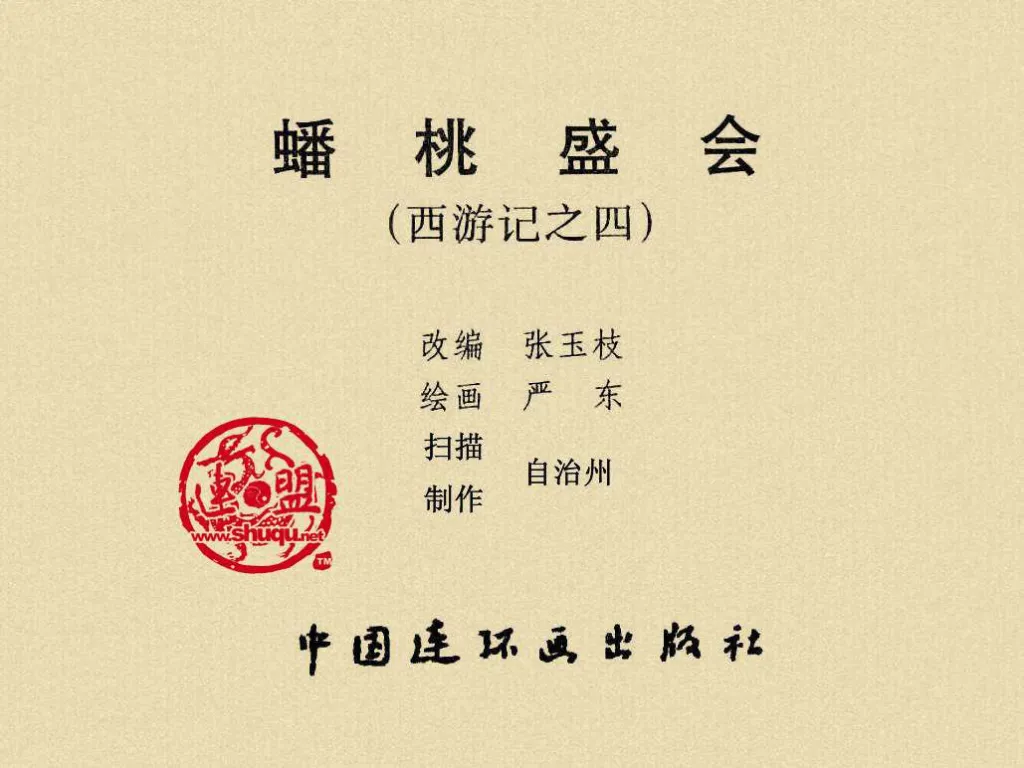 蟠桃盛会
（西游记之四）
改编 张玉枝
绘画 严东
扫描
制作 自治州
連盟
www.shuqu.net
TM
中国连环画出版社